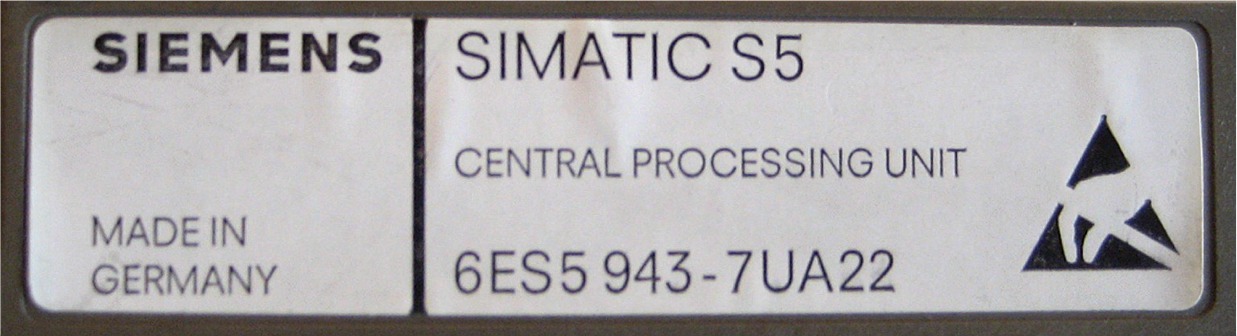 SIEMENS
MADE IN
GERMANY
SIMATIC S5
CENTRAL PROCESSING UNIT
6ES5 943-7UA22